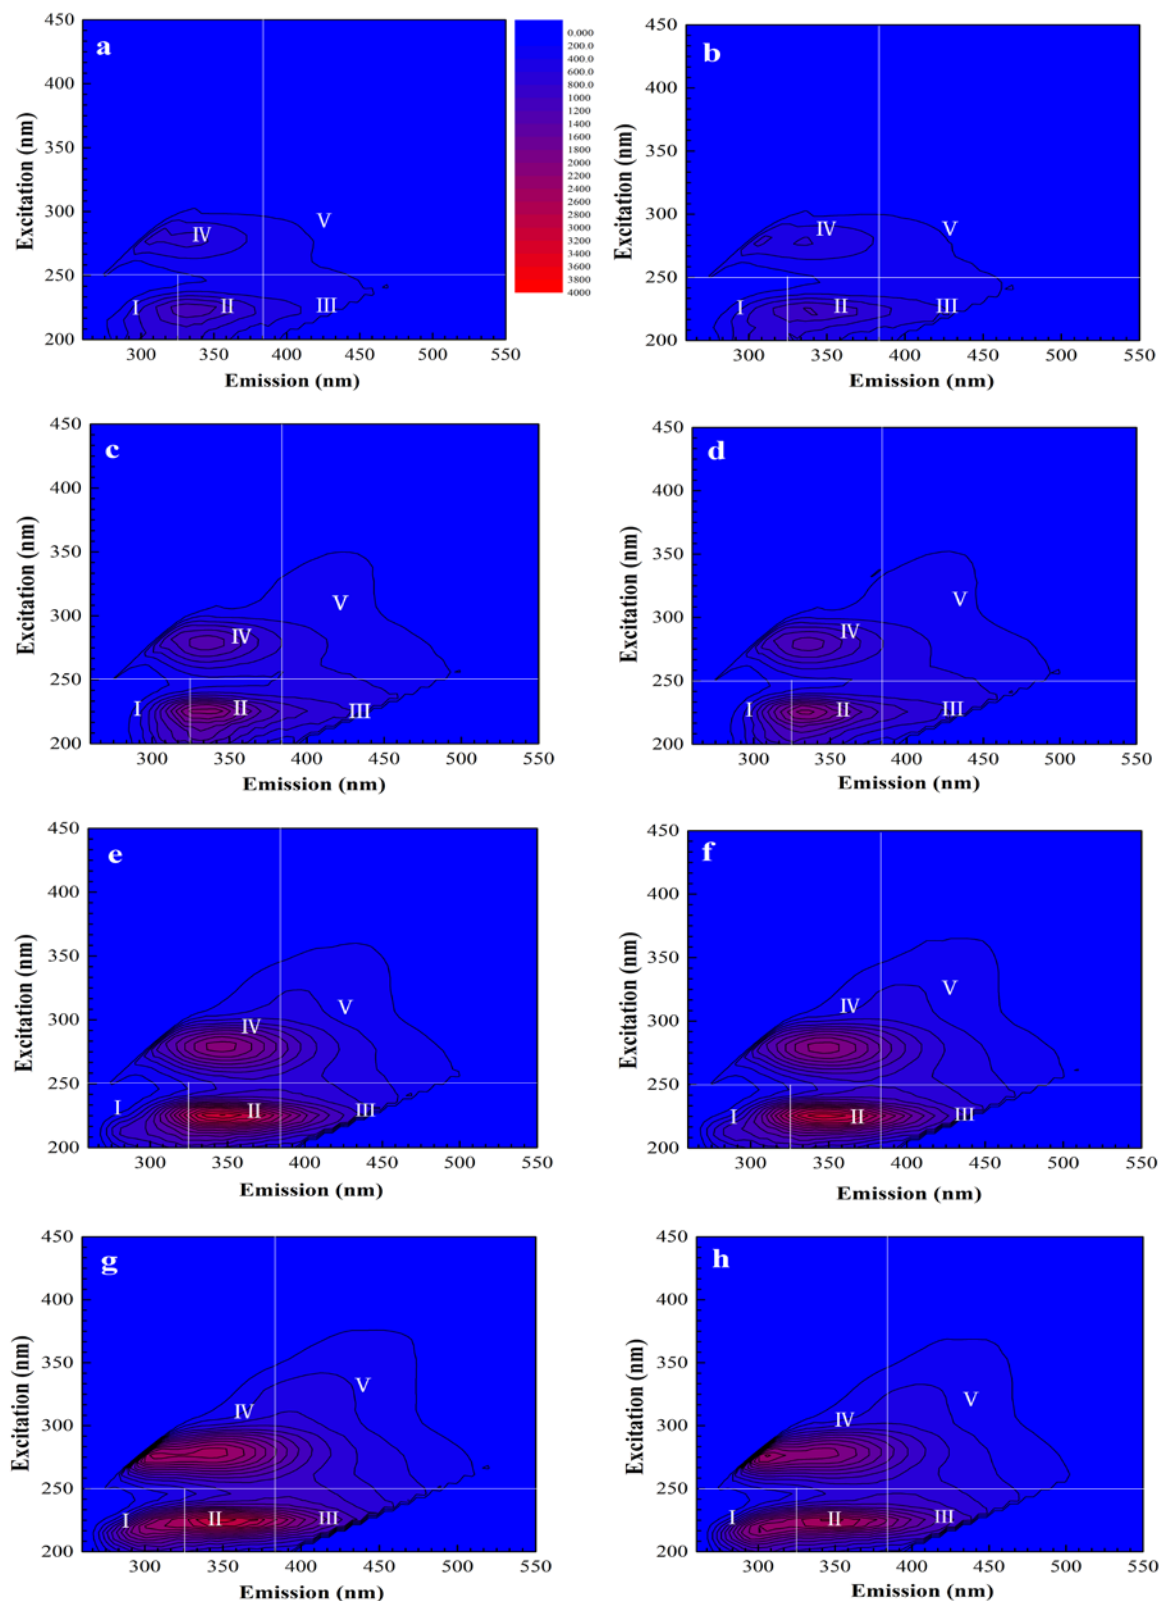 a
450
400
350
300
250
200
300
350
400
450
500
550
Excitation (nm)
Emission (nm)
I
II
III
IV
V
0.000
200.0
400.0
600.0
800.0
1000
1200
1400
1600
1800
2000
2200
2400
2600
2800
3000
3200
3400
3600
3800
4000
b
450
400
350
300
250
200
300
350
400
450
500
550
Excitation (nm)
Emission (nm)
I
II
III
IV
V
c
450
400
350
300
250
200
300
350
400
450
500
550
Excitation (nm)
Emission (nm)
I
II
III
IV
V
d
450
400
350
300
250
200
300
350
400
450
500
550
Excitation (nm)
Emission (nm)
I
II
III
IV
V
e
450
400
350
300
250
200
300
350
400
450
500
550
Excitation (nm)
Emission (nm)
I
II
III
IV
V
f
450
400
350
300
250
200
300
350
400
450
500
550
Excitation (nm)
Emission (nm)
I
II
III
IV
V
g
450
400
350
300
250
200
300
350
400
450
500
550
Excitation (nm)
Emission (nm)
I
II
III
IV
V
h
450
400
350
300
250
200
300
350
400
450
500
550
Excitation (nm)
Emission (nm)
I
II
III
IV
V